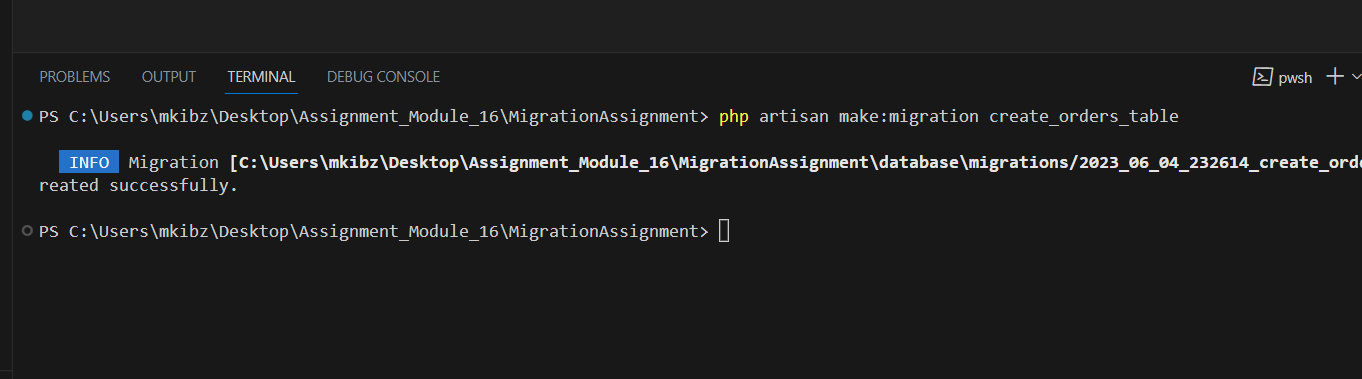 PROBLEMS OUTPUT TERMINAL DEBUG CONSOLE pwsh
PS C:\Users\mkibz\Desktop\Assignment_Module_16\MigrationAssignment> php artisan make:migration create_orders_table
INFO Migration [C:\Users\mkibz\Desktop\Assignment_Module_16\MigrationAssignment\database\migrations/2023_06_04_232614_create_orde
reated successfully.
PS C:\Users\mkibz\Desktop\Assignment_Module_16\MigrationAssignment>